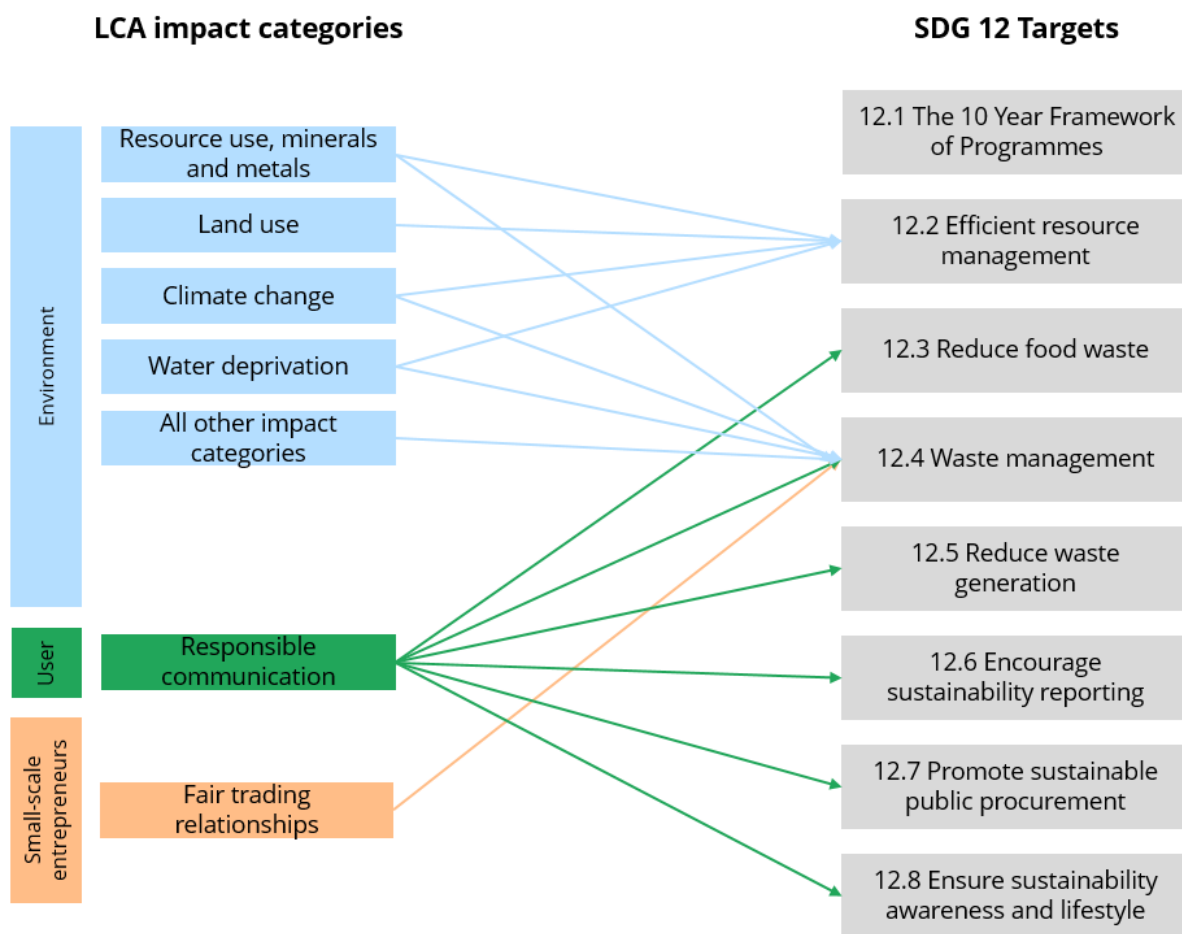 LCA impact categories
SDG 12 Targets
Environment
Resource use, minerals
and metals
Land use
Climate change
Water deprivation
All other impact
categories
User
Responsible
communication
Small-scale
entrepreneurs
Fair trading
relationships
12.1 The 10 Year Framework
of Programmes
12.2 Efficient resource
management
12.3 Reduce food waste
12.4 Waste management
12.5 Reduce waste
generation
12.6 Encourage
sustainability reporting
12.7 Promote sustainable
public procurement
12.8 Ensure sustainability
awareness and lifestyle